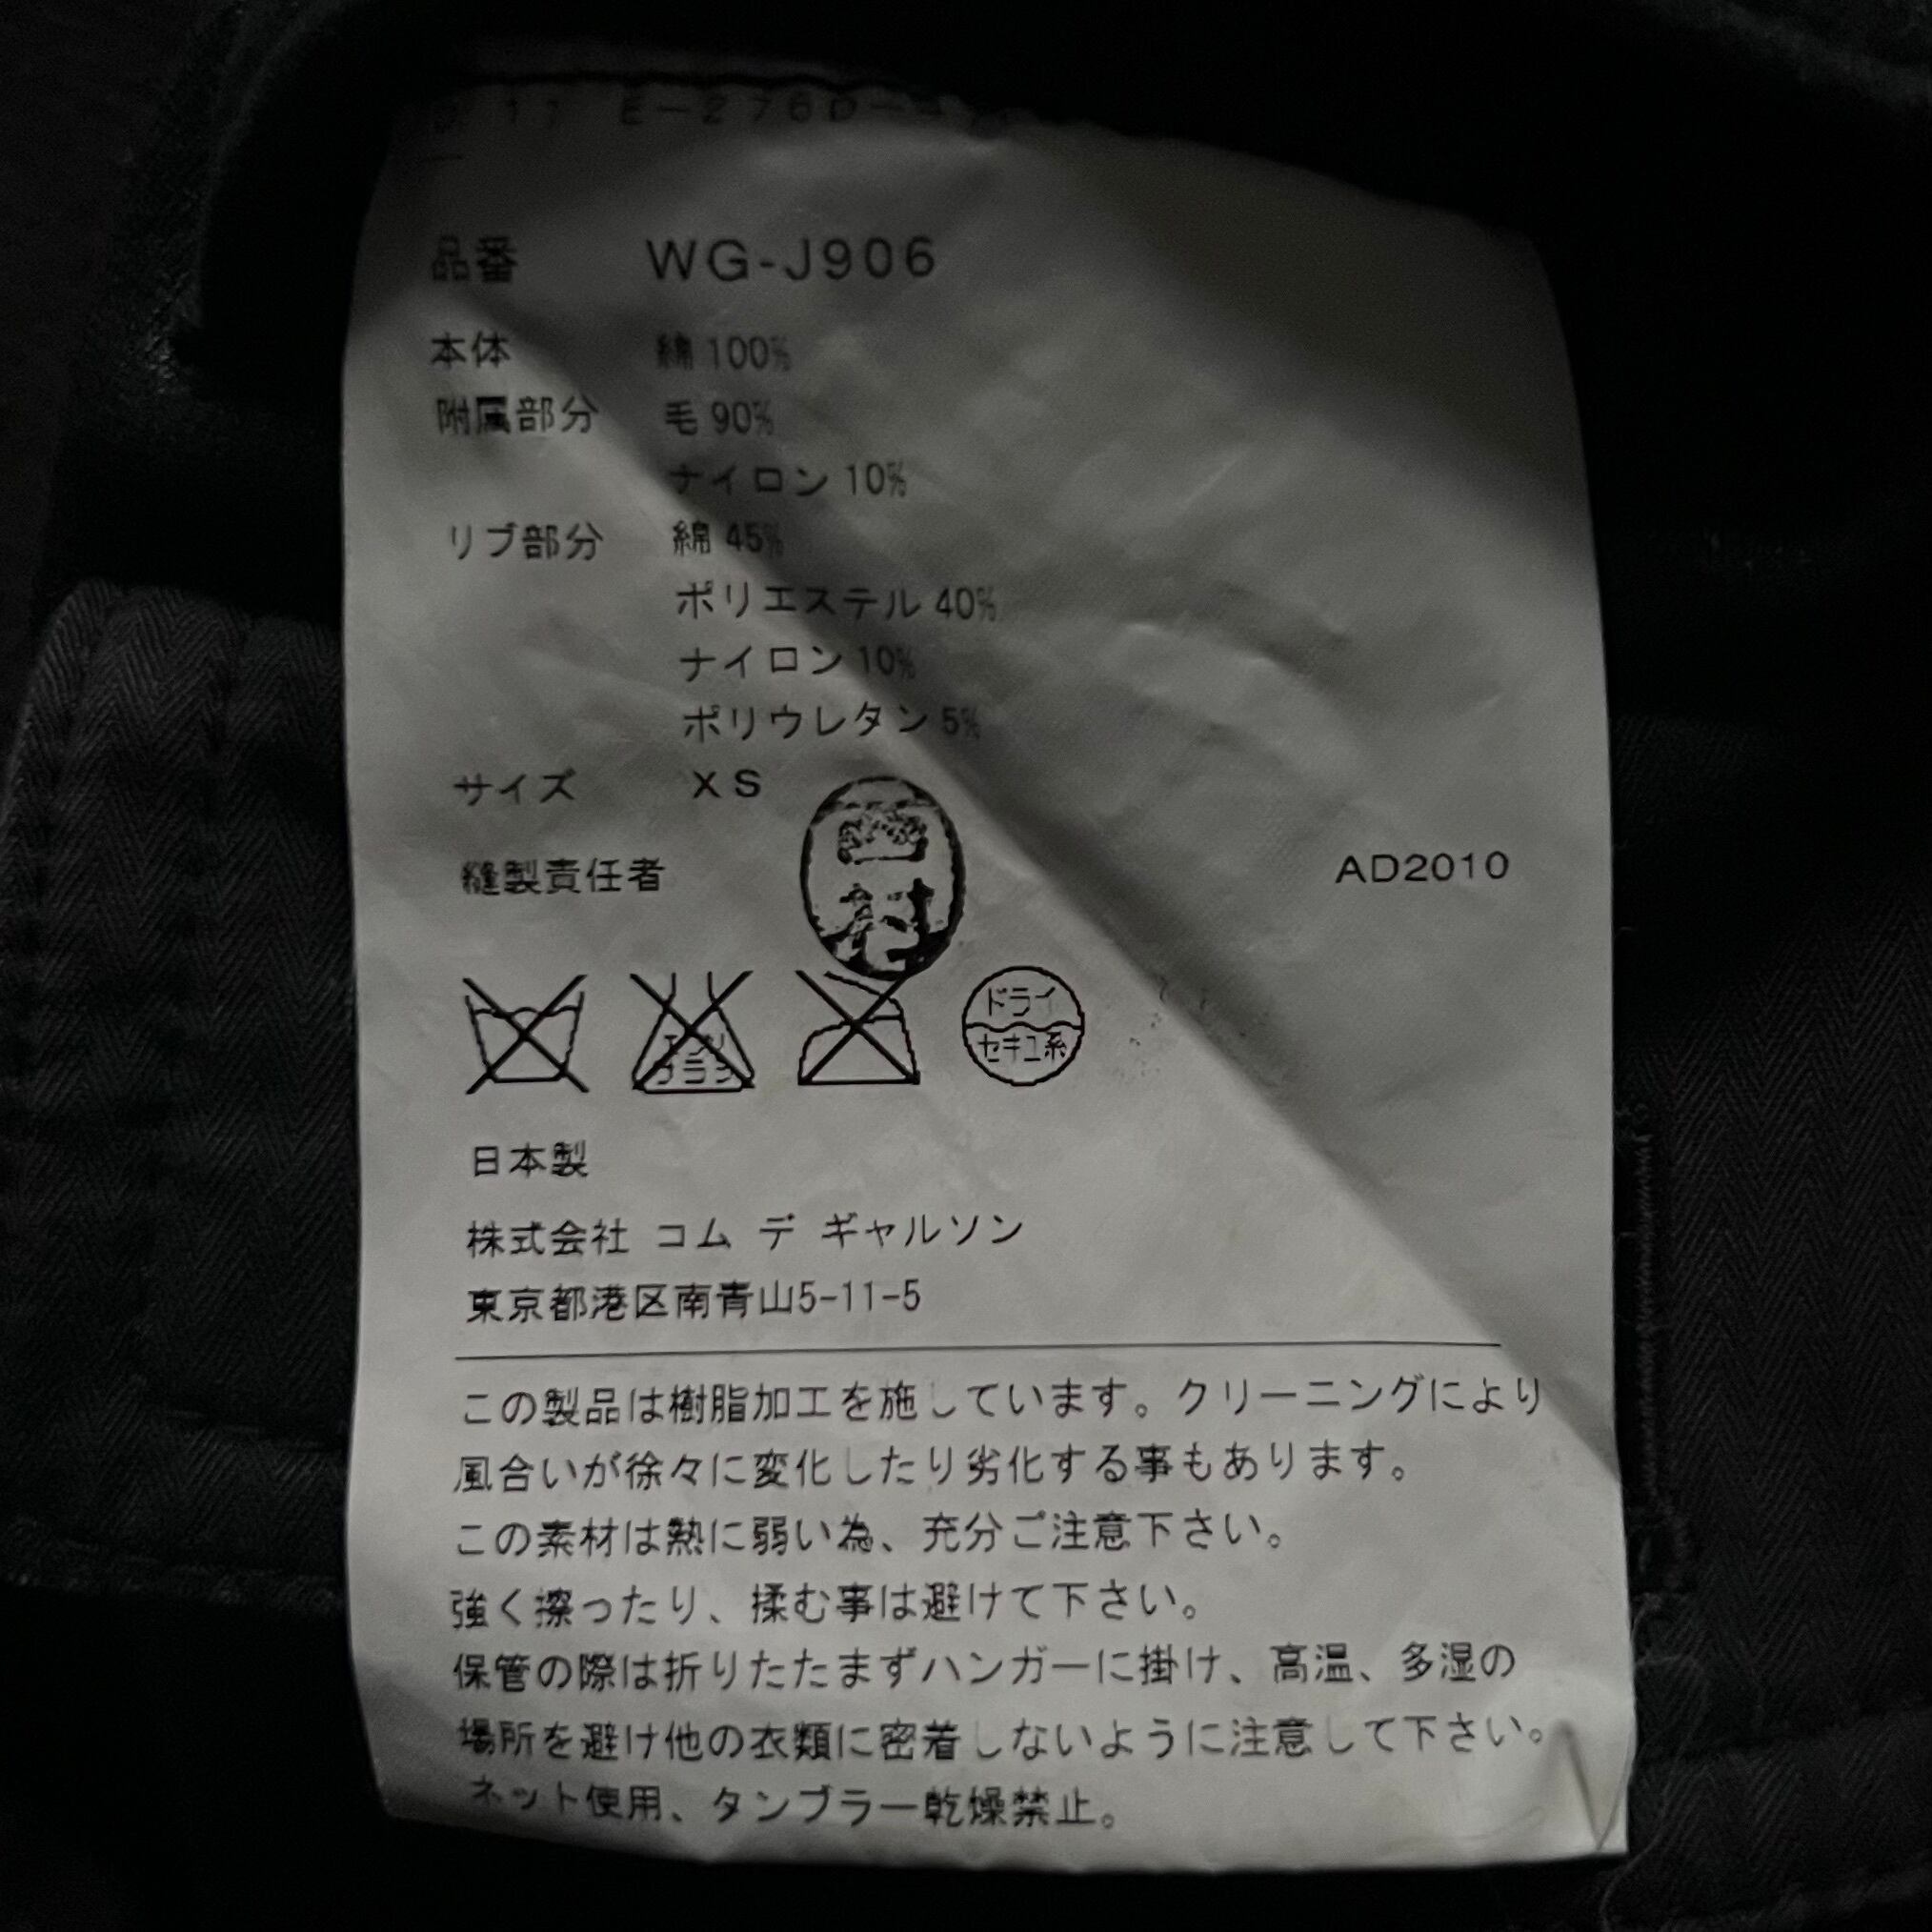 品番 WG-J906
本体 綿 100%
附属部分 毛 90%
ナイロン 10%
リブ部分 綿 45%
ポリエステル 40%
ナイロン 10%
ポリウレタン 5%
サイズ XS
縫製責任者 西村 AD2010
エンソ ドライ
サラシ セキユ系
日本製
株式会社 コム デ ギャルソン
東京都港区南青山5-11-5
この製品は樹脂加工を施しています。クリーニングにより
風合いが徐々に変化したり劣化する事もあります。
この素材は熱に弱い為、充分ご注意下さい。
強く擦ったり、揉む事は避けて下さい。
保管の際は折りたたまずハンガーに掛け、高温、多湿の
場所を避け他の衣類に密着しないように注意して下さい。
ネット使用、タンブラー乾燥禁止。